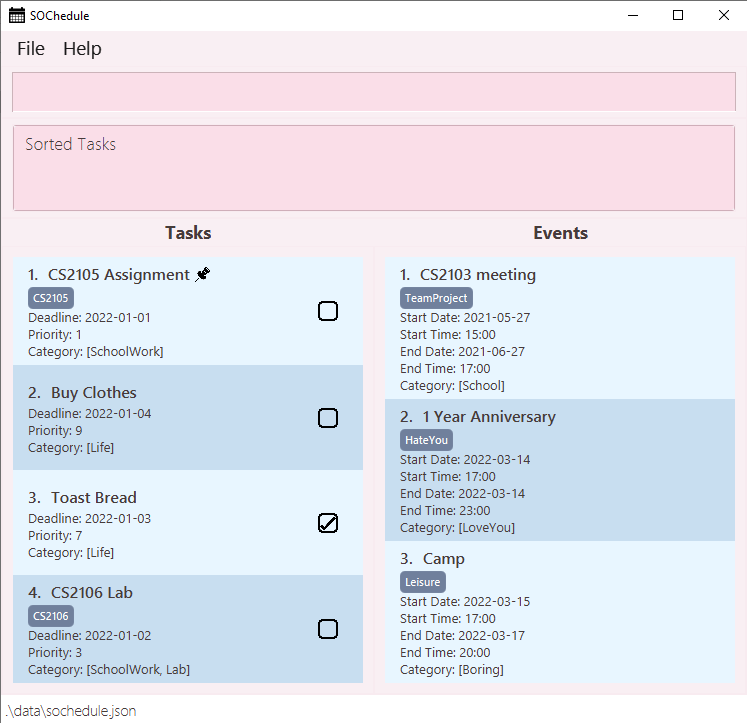 SOChedule
File Help
Sorted Tasks
Tasks
1. CS2105 Assignment
CS2105
Deadline: 2022-01-01
Priority: 1
Category: [SchoolWork]
2. Buy Clothes
Deadline: 2022-01-04
Priority: 9
Category: [Life]
3. Toast Bread
Deadline: 2022-01-03
Priority: 7
Category: [Life]
4. CS2106 Lab
CS2106
Deadline: 2022-01-02
Priority: 3
Category: [SchoolWork, Lab]
Events
1. CS2103 meeting
TeamProject
Start Date: 2021-05-27
Start Time: 15:00
End Date: 2021-06-27
End Time: 17:00
Category: [School]
2. 1 Year Anniversary
HateYou
Start Date: 2022-03-14
Start Time: 17:00
End Date: 2022-03-14
End Time: 23:00
Category: [LoveYou]
3. Camp
Leisure
Start Date: 2022-03-15
Start Time: 17:00
End Date: 2022-03-17
End Time: 20:00
Category: [Boring]
.\data\sochedule.json